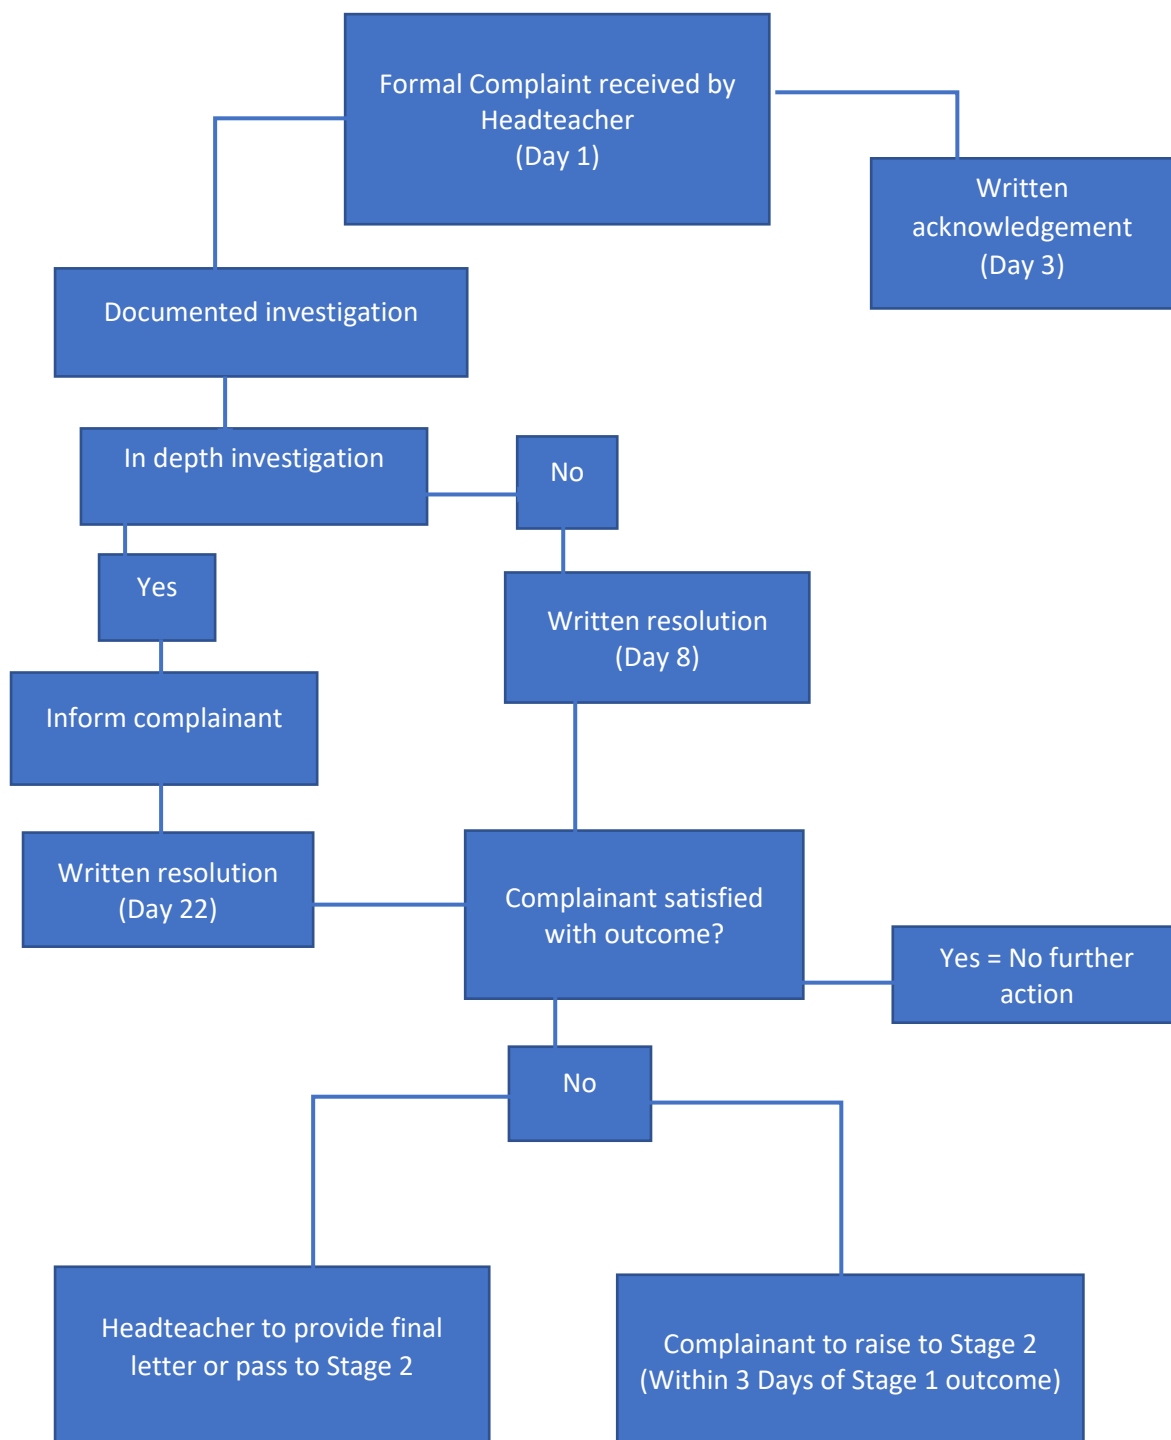 Formal Complaint received by
Headteacher
(Day 1)
Written
acknowledgement
(Day 3)
Documented investigation
In depth investigation
No
Yes
Written resolution
(Day 8)
Inform complainant
Written resolution
(Day 22)
Complainant satisfied
with outcome?
Yes = No further
action
No
Headteacher to provide final
letter or pass to Stage 2
Complainant to raise to Stage 2
(Within 3 Days of Stage 1 outcome)